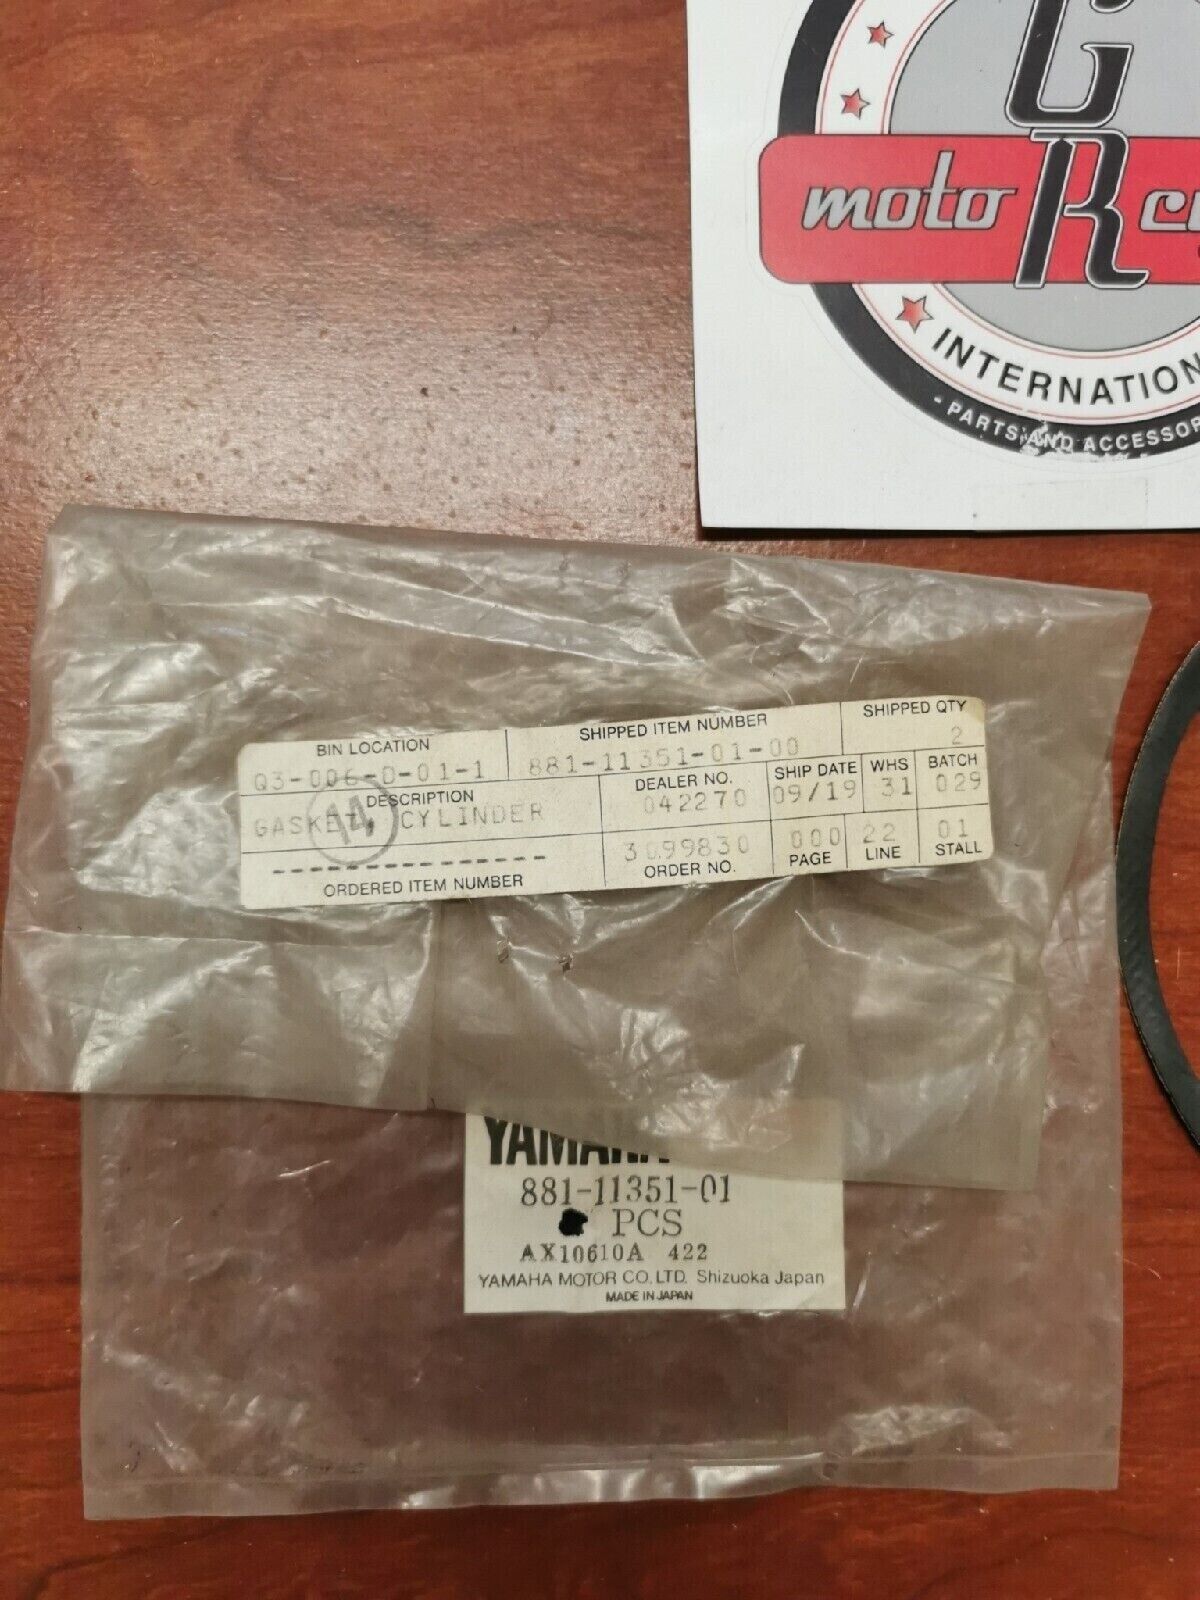 G
moto R
INTERNATION
- PARTS AND ACCESSOR
BIN LOCATION SHIPPED ITEM NUMBER SHIPPED QTY
Q3-006-0-01-1 881-11351-01-00 2
DESCRIPTION DEALER NO. SHIP DATE WHS BATCH
GASKET, CYLINDER 042270 09/19 31 029
14
------------- 3099830 000 22 01
ORDERED ITEM NUMBER ORDER NO. PAGE LINE STALL
YAMAHA
881-11351-01
PCS
AX10610A 422
YAMAHA MOTOR CO.,LTD. Shizuoka Japan
MADE IN JAPAN